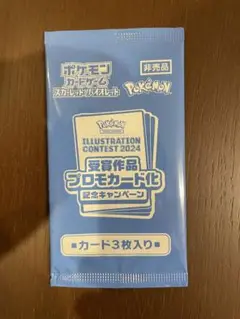 ポケモン
カードゲーム
スカーレット&バイオレット
非売品
Pokémon
Pokémon
ILLUSTRATION
CONTEST 2024
受賞作品
プロモカード化
記念キャンペーン
■カード3枚入り■